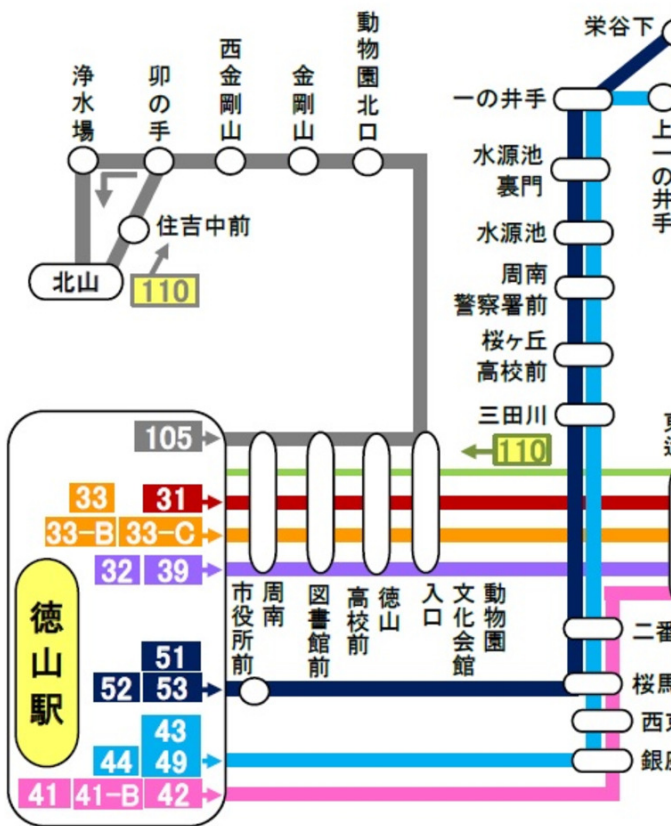 浄水場
卯の手
西金剛山
金剛山
動物園北口
住吉中前
北山
110
栄谷下
一の井手
上一の井手
水源池
裏門
水源池
周南
警察署前
桜ヶ丘
高校前
三田川
110
105
33
31
33-B
33-C
32
39
徳山駅
51
52
53
43
44
49
41
41-B
42
周南
市役所前
図書館前
徳山
高校前
動物園
文化会館
入口
二番
桜馬
銀座